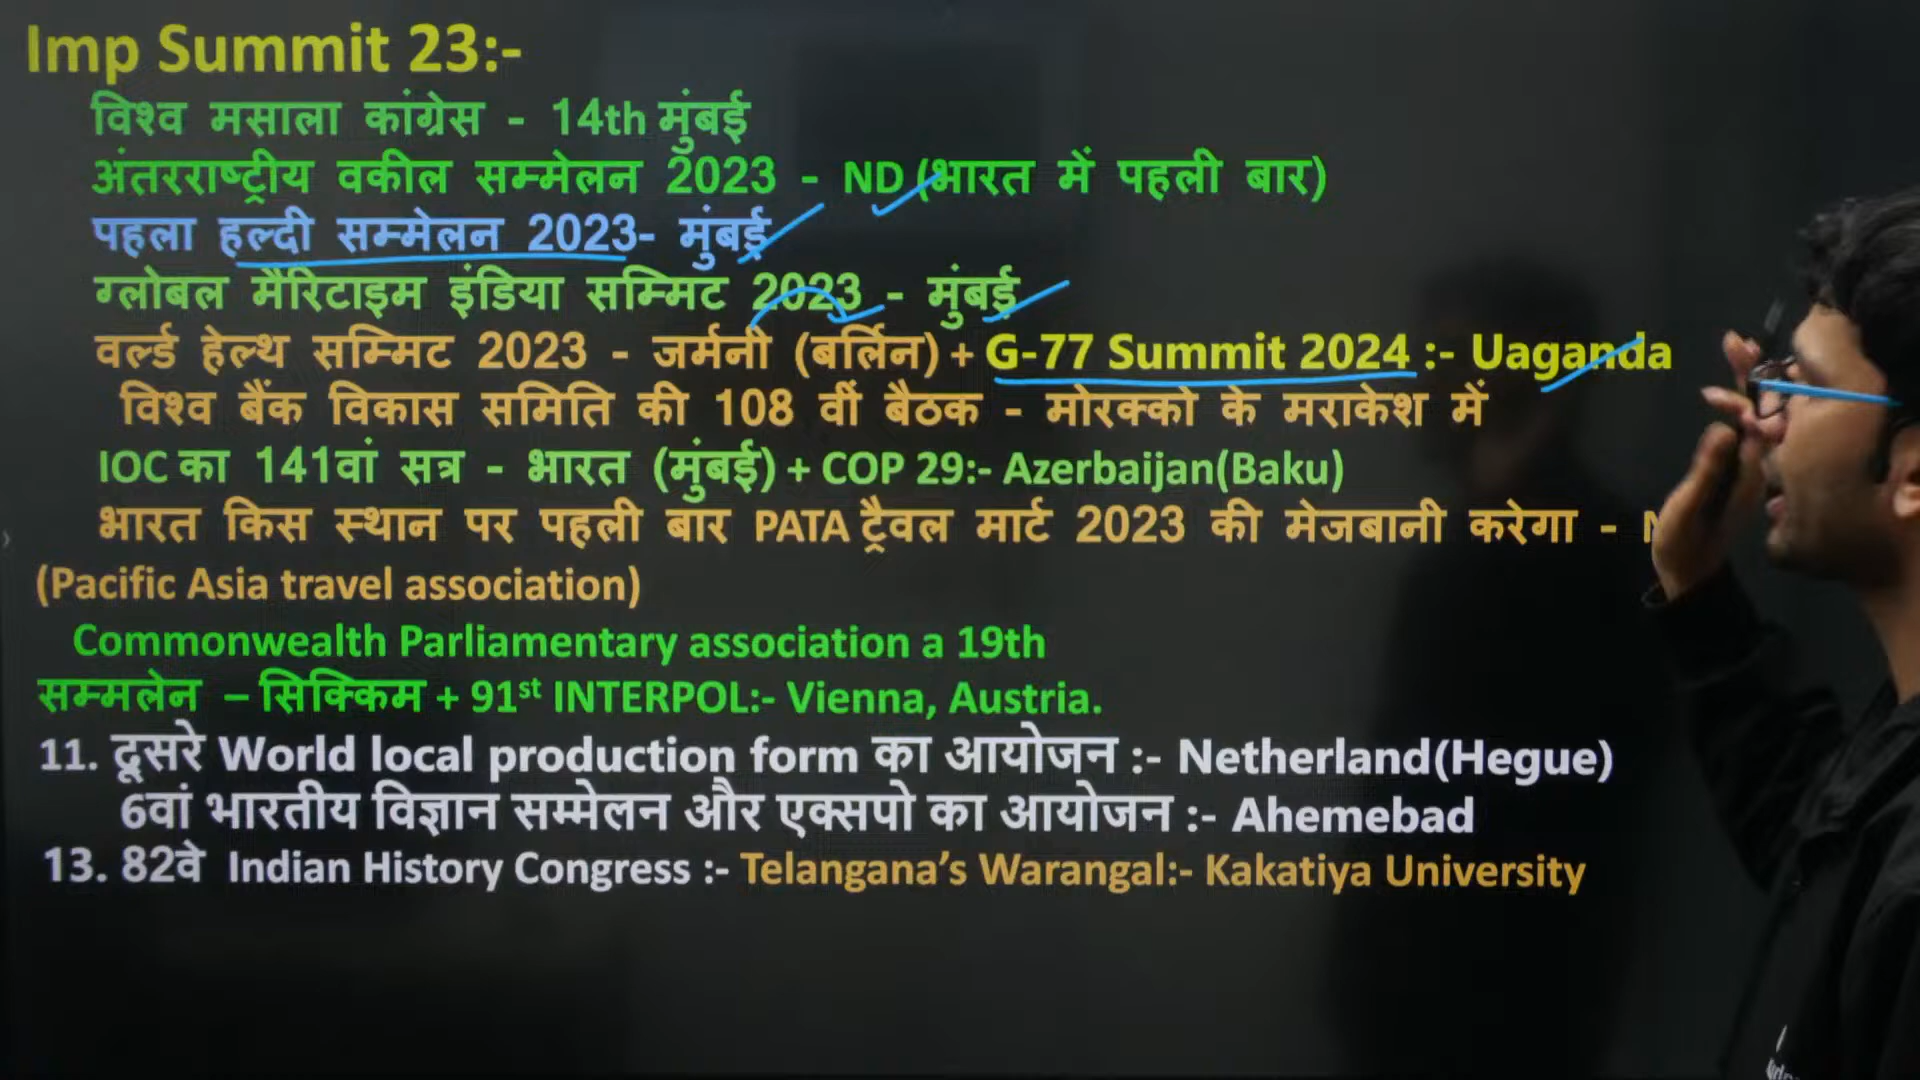 Imp Summit 23:-
विश्व मसाला कांग्रेस - 14th मुंबई
अंतरराष्ट्रीय वकील सम्मेलन 2023 - ND (भारत में पहली बार)
पहला हल्दी सम्मेलन 2023- मुंबई
ग्लोबल मैरिटाइम इंडिया सम्मिट 2023 - मुंबई
वर्ल्ड हेल्थ सम्मिट 2023 - जर्मनी (बर्लिन) + G-77 Summit 2024 :- Uaganda
विश्व बैंक विकास समिति की 108 वीं बैठक - मोरक्को के मराकेश में
IOC का 141वां सत्र - भारत (मुंबई) + COP 29:- Azerbaijan(Baku)
भारत किस स्थान पर पहली बार PATA ट्रैवल मार्ट 2023 की मेजबानी करेगा -
(Pacific Asia travel association)
Commonwealth Parliamentary association a 19th
सम्मलेन – सिक्किम + 91st INTERPOL:- Vienna, Austria.
11. दूसरे World local production form का आयोजन :- Netherland(Hegue)
6वां भारतीय विज्ञान सम्मेलन और एक्सपो का आयोजन :- Ahemebad
13. 82वे Indian History Congress :- Telangana’s Warangal:- Kakatiya University